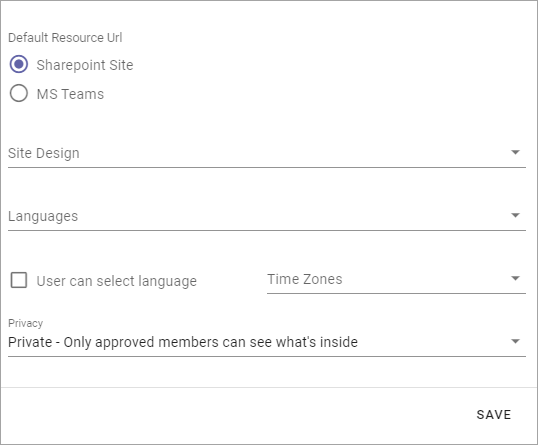 Default Resource Url
Sharepoint Site
MS Teams
Site Design
Languages
User can select language
Time Zones
Privacy
Private - Only approved members can see what's inside
SAVE